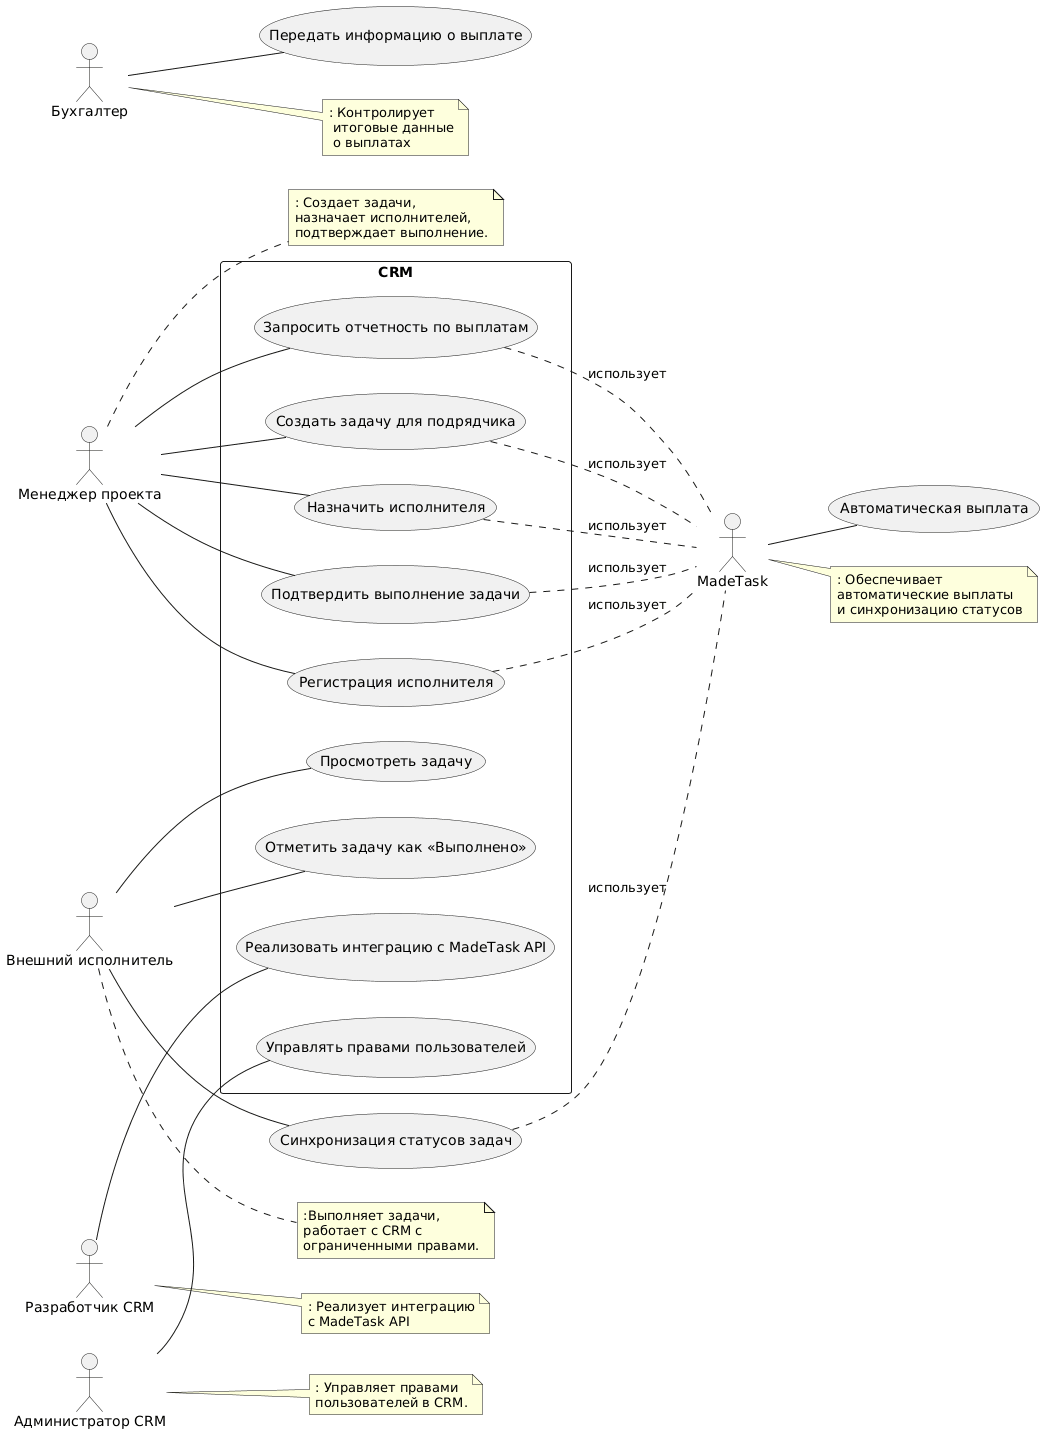 Передать информацию о выплате
Бухгалтер
: Контролирует
итоговые данные
о выплатах
: Создает задачи,
назначает исполнителей,
подтверждает выполнение.
CRM
Запросить отчетность по выплатам
использует
Создать задачу для подрядчика
использует
Менеджер проекта
Назначить исполнителя
использует
Автоматическая выплата
MadeTask
: Обеспечивает
автоматические выплаты
и синхронизацию статусов
Подтвердить выполнение задачи
использует
использует
Регистрация исполнителя
Просмотреть задачу
Отметить задачу как «Выполнено»
использует
Внешний исполнитель
Реализовать интеграцию с MadeTask API
Управлять правами пользователей
Синхронизация статусов задач
:Выполняет задачи,
работает с CRM с
ограниченными правами.
Разработчик CRM
: Реализует интеграцию
с MadeTask API
Администратор CRM
: Управляет правами
пользователей в CRM.